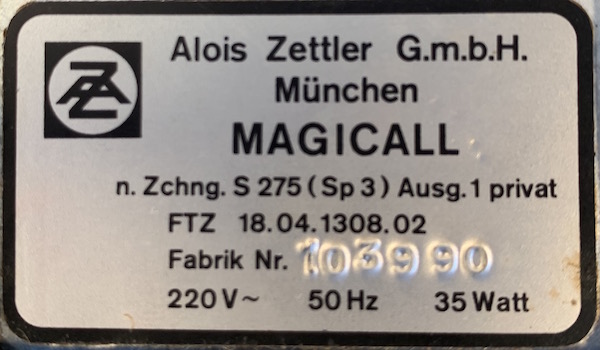 Alois Zettler G.m.b.H.
München
MAGICALL
n. Zchng. S 275 (Sp 3) Ausg. 1 privat
FTZ 18.04.1308.02
Fabrik Nr. 103990
220 V~ 50 Hz 35 Watt